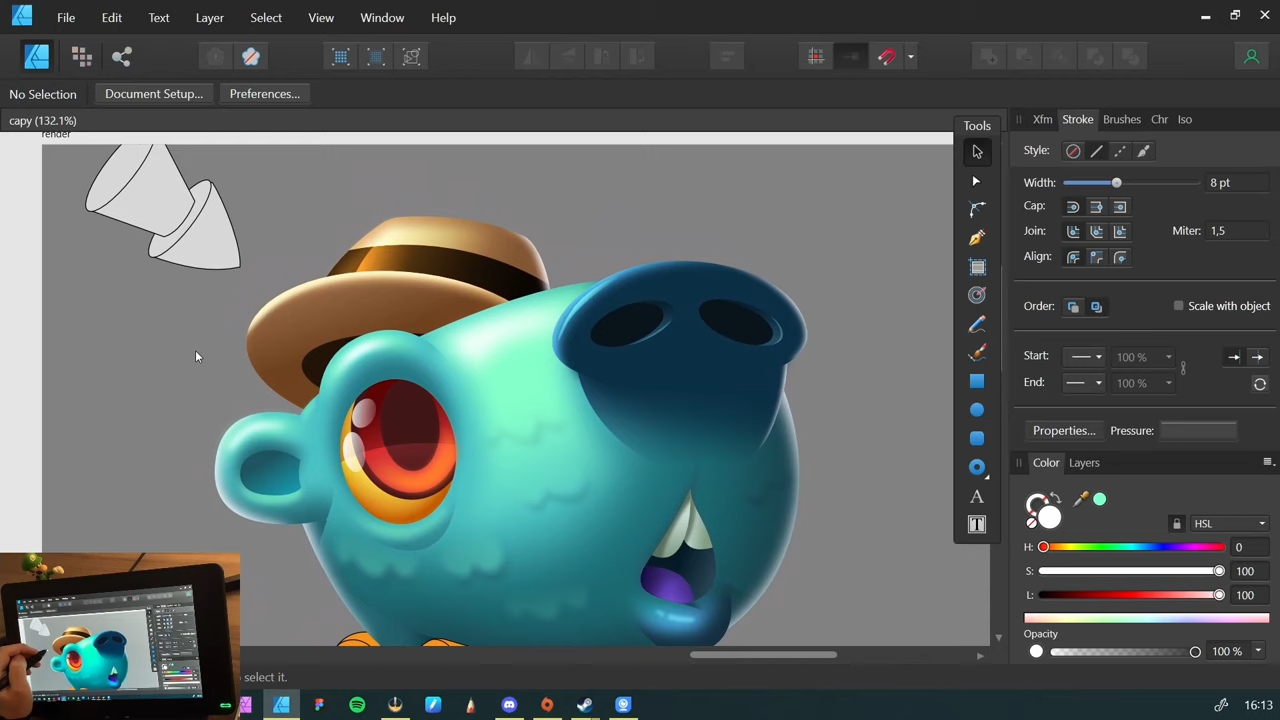 File Edit Text Layer Select View Window Help
No Selection Document Setup... Preferences...
capy (132.1%)
render
Tools
A
T
Xfm Stroke Brushes Chr Iso
Style:
Width: 8 pt
Cap:
Join: Miter: 1,5
Align:
Order: Scale with object
Start: 100 %
End: 100 %
Properties... Pressure:
Color Layers
HSL
H: 0
S: 100
L: 100
Opacity
100 %
select it.
16:13